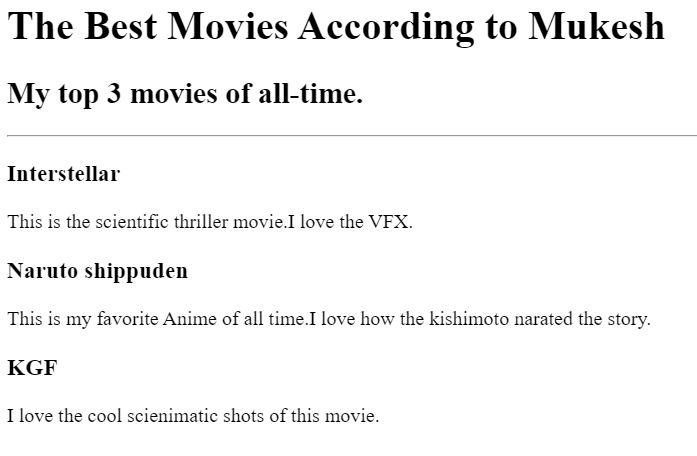 The Best Movies According to Mukesh
My top 3 movies of all-time.
Interstellar
This is the scientific thriller movie.I love the VFX.
Naruto shippuden
This is my favorite Anime of all time.I love how the kishimoto narated the story.
KGF
I love the cool scienimatic shots of this movie.